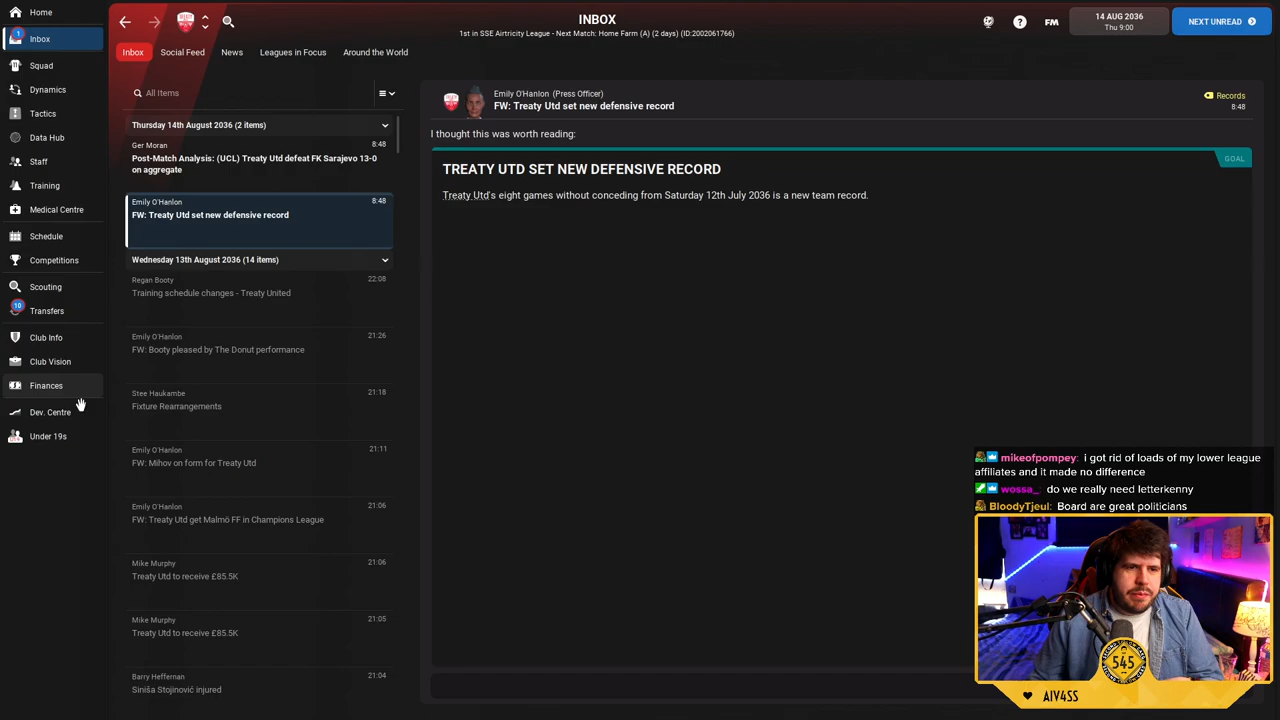 Home
1
Inbox
Squad
Dynamics
Tactics
Data Hub
Staff
Training
Medical Centre
Schedule
Competitions
Scouting
10
Transfers
Club Info
Club Vision
Finances
Dev. Centre
Under 19s
INBOX
1st in SSE Airtricity League - Next Match: Home Farm (A) (2 days) (ID:2002061766)
?
FM
14 AUG 2036
Thu 9:00
NEXT UNREAD
Inbox
Social Feed
News
Leagues in Focus
Around the World
All Items
Thursday 14th August 2036 (2 items)
Ger Moran
8:48
Post-Match Analysis: (UCL) Treaty Utd defeat FK Sarajevo 13-0
on aggregate
Emily O'Hanlon
8:48
FW: Treaty Utd set new defensive record
Wednesday 13th August 2036 (14 items)
Regan Booty
22:08
Training schedule changes - Treaty United
Emily O'Hanlon
21:26
FW: Booty pleased by The Donut performance
Stee Haukambe
21:18
Fixture Rearrangements
Emily O'Hanlon
21:11
FW: Mihov on form for Treaty Utd
Emily O'Hanlon
21:06
FW: Treaty Utd get Malmö FF in Champions League
Mike Murphy
21:06
Treaty Utd to receive £85.5K
Mike Murphy
21:05
Treaty Utd to receive £85.5K
Barry Heffernan
21:04
Siniša Stojinović injured
Emily O'Hanlon (Press Officer)
FW: Treaty Utd set new defensive record
Records
8:48
I thought this was worth reading:
GOAL
TREATY UTD SET NEW DEFENSIVE RECORD
Treaty Utd's eight games without conceding from Saturday 12th July 2036 is a new team record.
mikeofpompey: i got rid of loads of my lower league
affiliates and it made no difference
wossa_: do we really need letterkenny
BloodyTjeul: Board are great politicians
545
AIV4SS